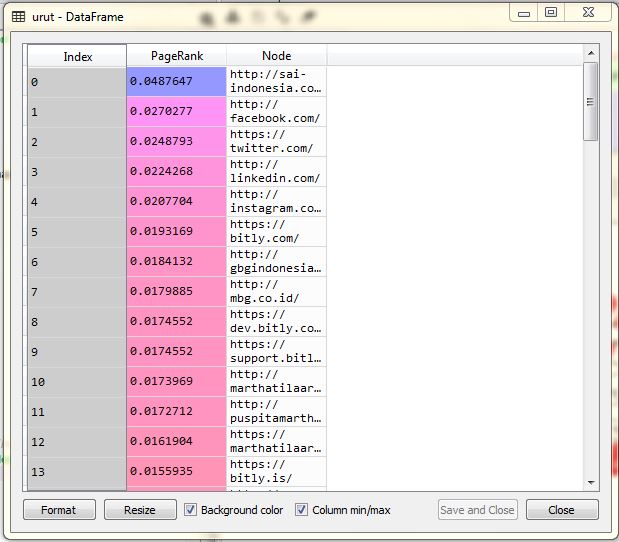 urut - DataFrame
Index PageRank Node
0 0.0487647 http://sai-
indonesia.co…
1 0.0270277 http://
facebook.com/
2 0.0248793 https://
twitter.com/
3 0.0224268 http://
linkedin.com/
4 0.0207704 http://
instagram.co…
5 0.0193169 https://
bitly.com/
6 0.0184132 http://
gbgindonesia…
7 0.0179885 http://
mbg.co.id/
8 0.0174552 https://
dev.bitly.co…
9 0.0174552 https://
support.bitl…
10 0.0173969 http://
marthatilaar…
11 0.0172712 http://
puspitamarth…
12 0.0161904 https://
marthatilaar…
13 0.0155935 https://
bitly.is/
Format Resize Background color Column min/max Save and Close Close